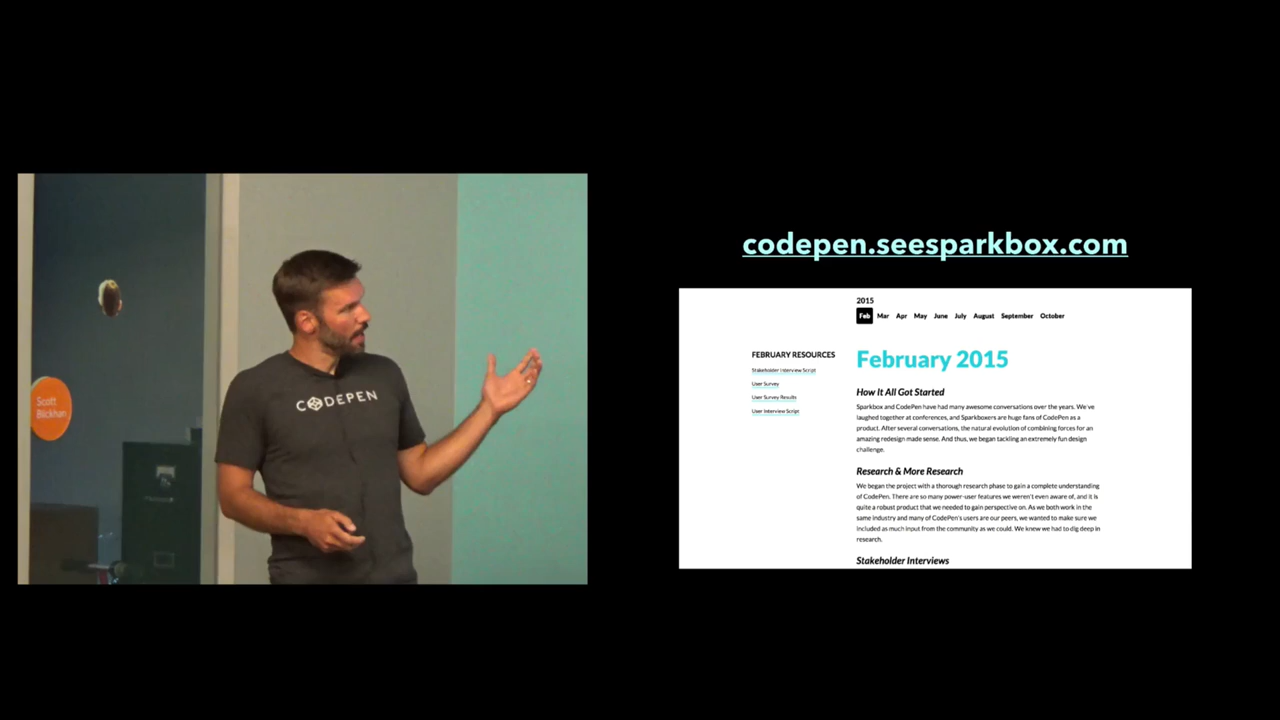 Scott
Blickhan
CODEPEN
codepen.seesparkbox.com
2015
Feb Mar Apr May June July August September October
FEBRUARY RESOURCES
Stakeholder Interview Script
User Survey
User Survey Results
User Interview Script
February 2015
How It All Got Started
Sparkbox and CodePen have had many awesome conversations over the years. We've
laughed together at conferences, and Sparkboxers are huge fans of CodePen as a
product. After several conversations, the natural evolution of combining forces for an
amazing redesign made sense. And thus, we began tackling an extremely fun design
challenge.
Research & More Research
We began the project with a thorough research phase to gain a complete understanding
of CodePen. There are so many power-user features we weren't even aware of, and it is
quite a robust product that we needed to gain perspective on. As we both work in the
same industry and many of CodePen's users are our peers, we wanted to make sure we
included as much input from the community as we could. We knew we had to dig deep in
research.
Stakeholder Interviews